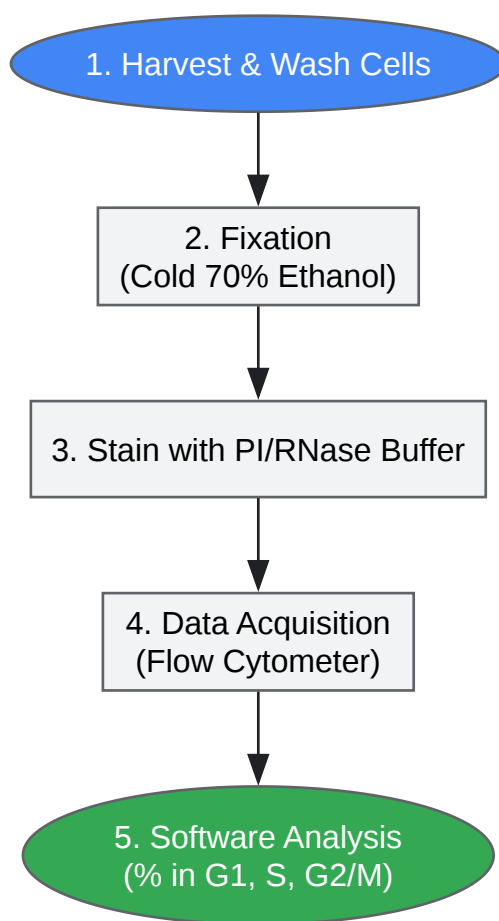 1. Harvest & Wash Cells
2. Fixation
(Cold 70% Ethanol)
3. Stain with PI/RNase Buffer
4. Data Acquisition
(Flow Cytometer)
5. Software Analysis
(% in G1, S, G2/M)